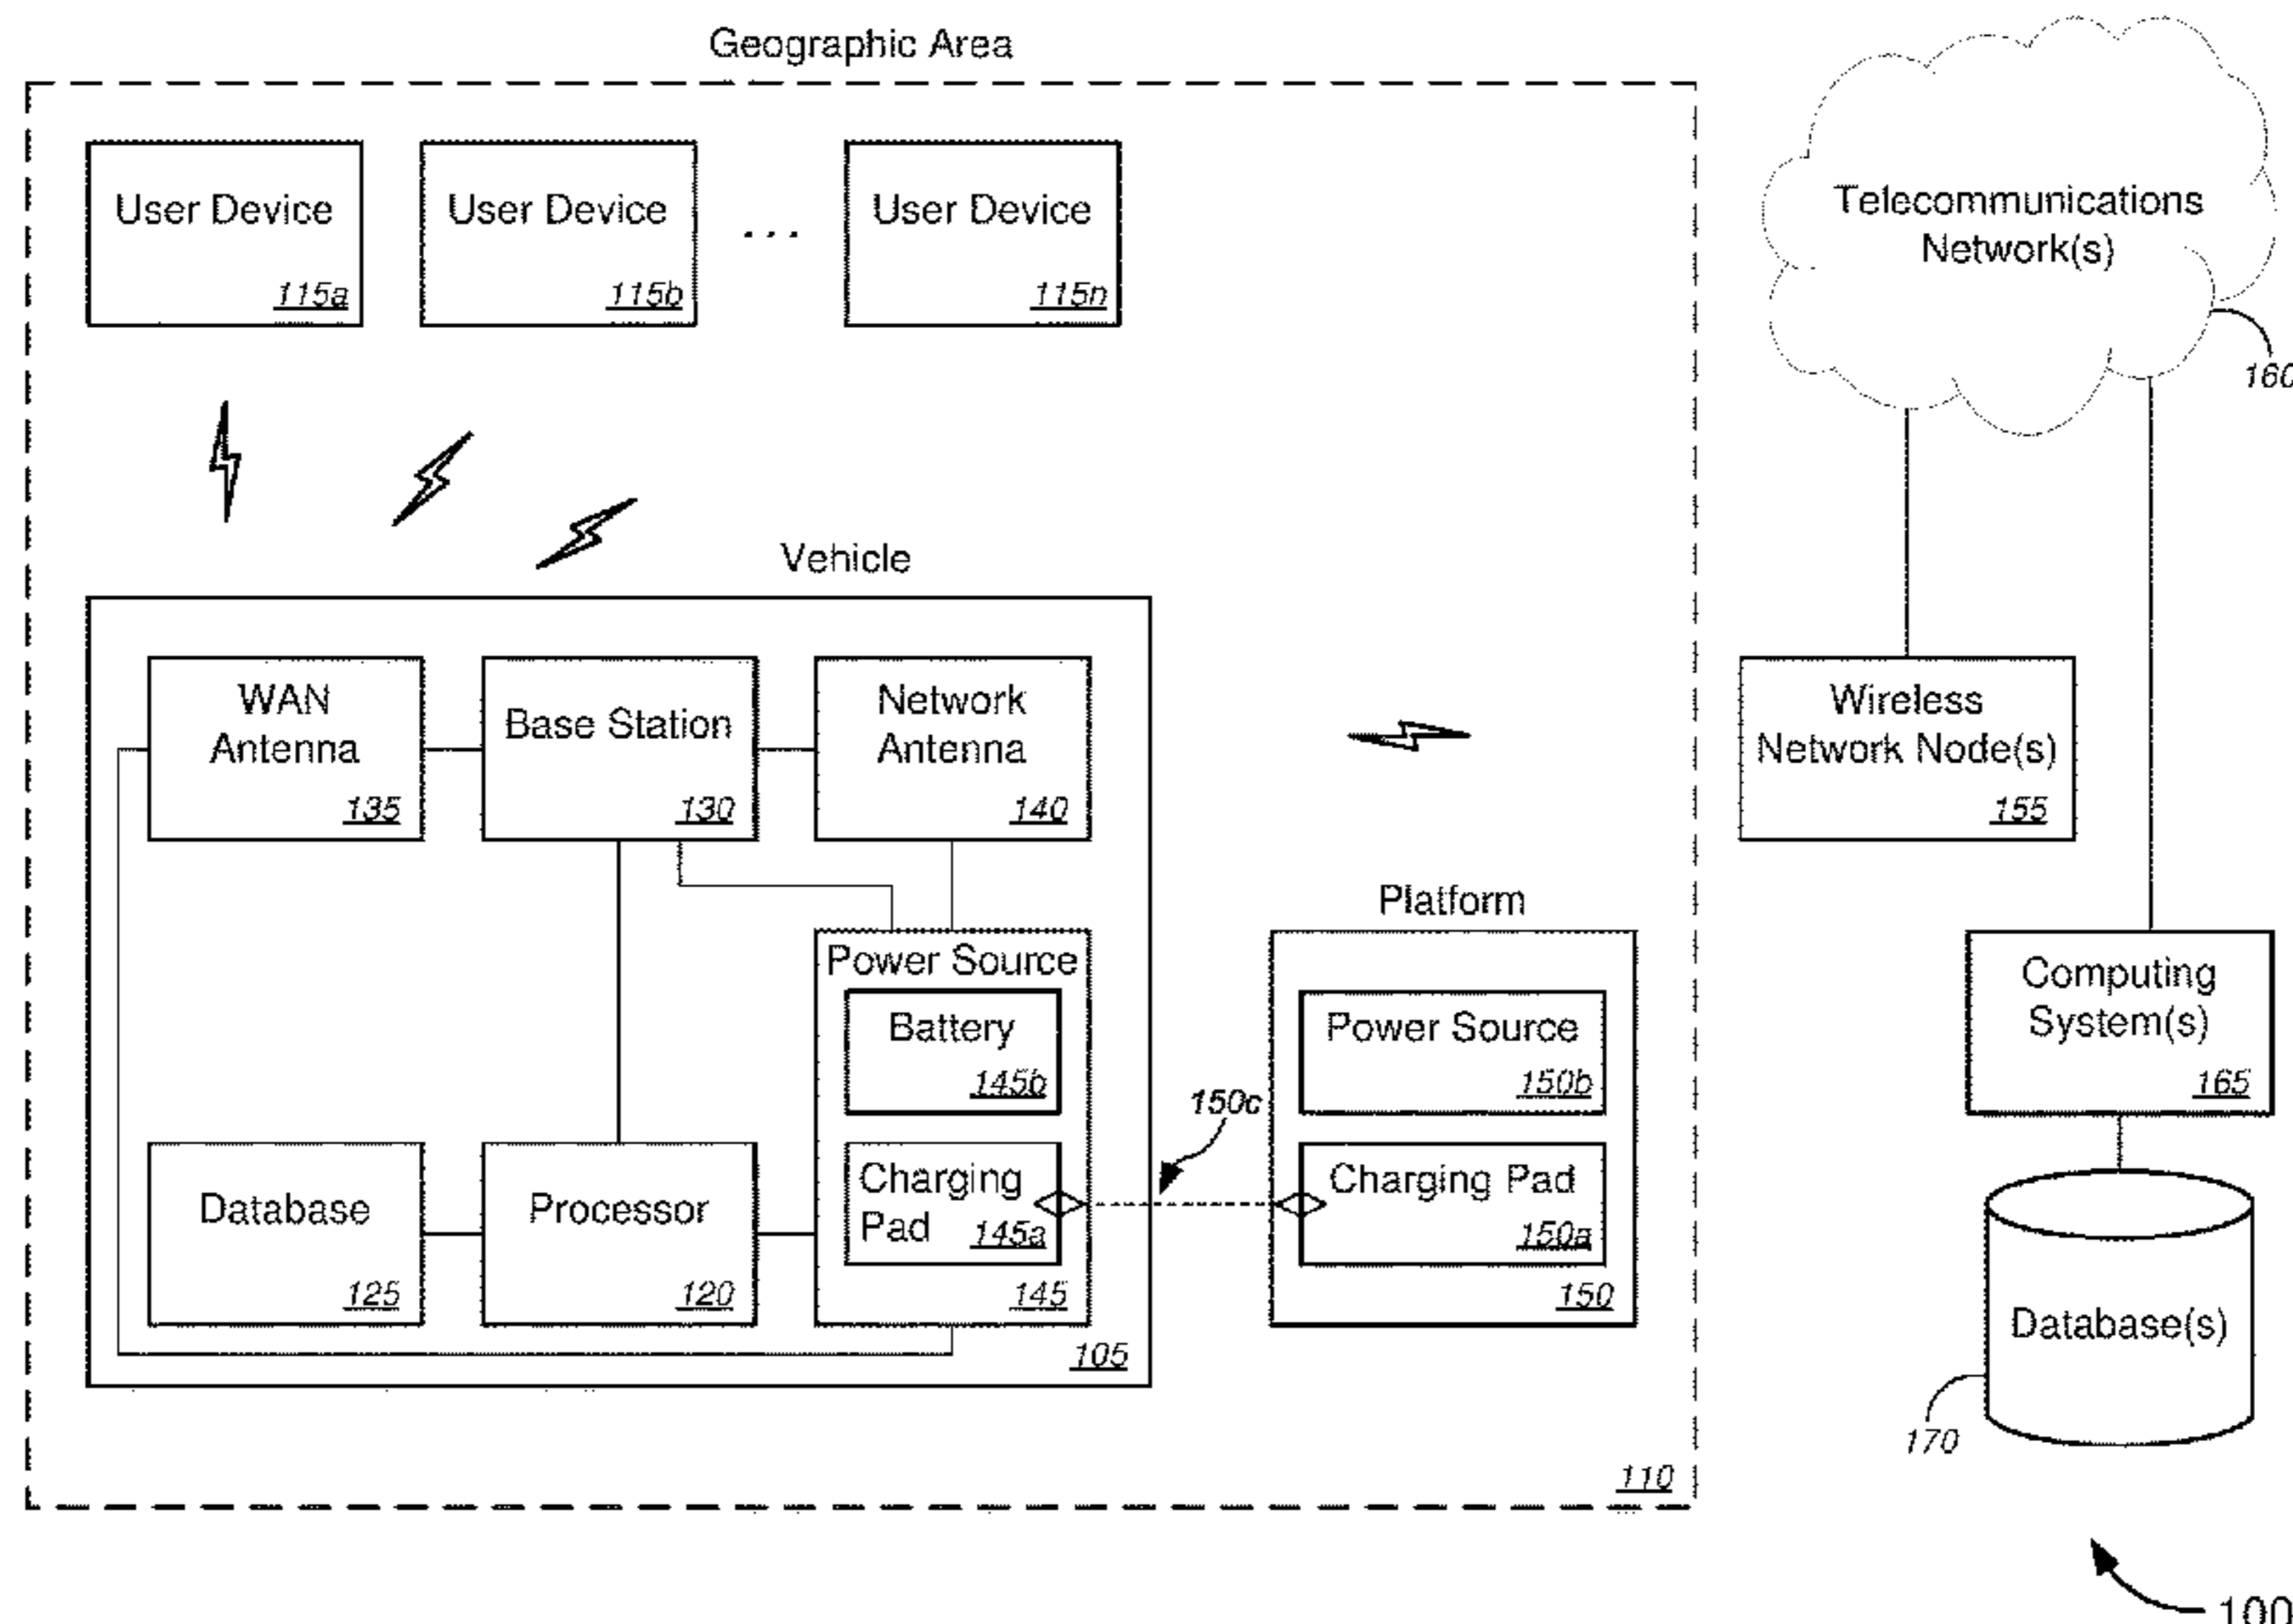 Geographic Area
User Device
115a
User Device
115b
...
User Device
115n
Telecommunications
Network(s)
160
Vehicle
WAN
Antenna
135
Base Station
130
Network
Antenna
140
Wireless
Network Node(s)
155
Platform
Power Source
Battery
145b
Charging
Pad
145a
145
150c
Power Source
150b
Charging Pad
150a
150
Computing
System(s)
165
Database
125
Processor
120
105
Database(s)
170
110
100